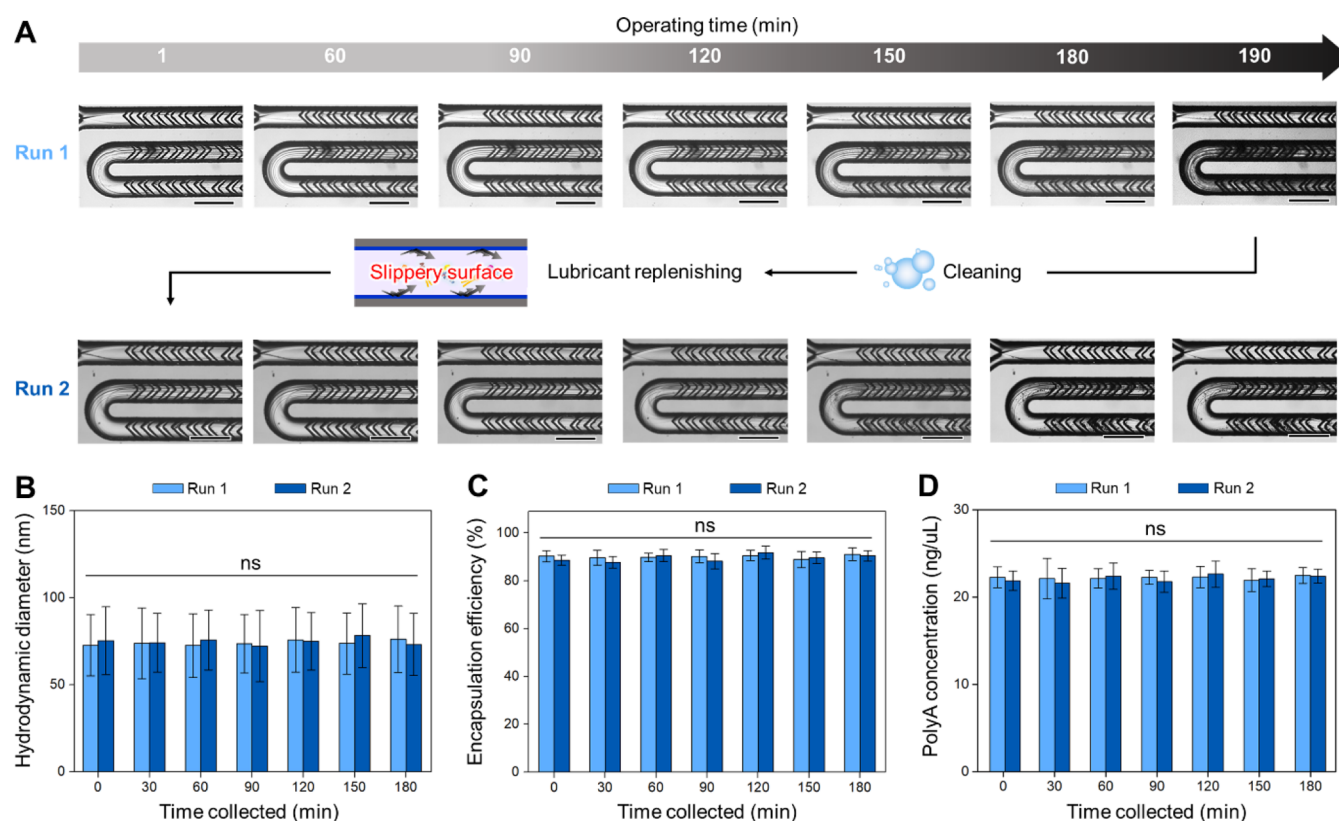 A
Operating time (min)
1 60 90 120 150 180 190
Run 1
Slippery surface
Lubricant replenishing
Cleaning
Run 2
B
Run 1 Run 2
Hydrodynamic diameter (nm)
150
100
50
0
ns
0 30 60 90 120 150 180
Time collected (min)
C
Run 1 Run 2
Encapsulation efficiency (%)
100
80
60
40
20
0
ns
0 30 60 90 120 150 180
Time collected (min)
D
Run 1 Run 2
PolyA concentration (ng/uL)
30
20
10
0
ns
0 30 60 90 120 150 180
Time collected (min)